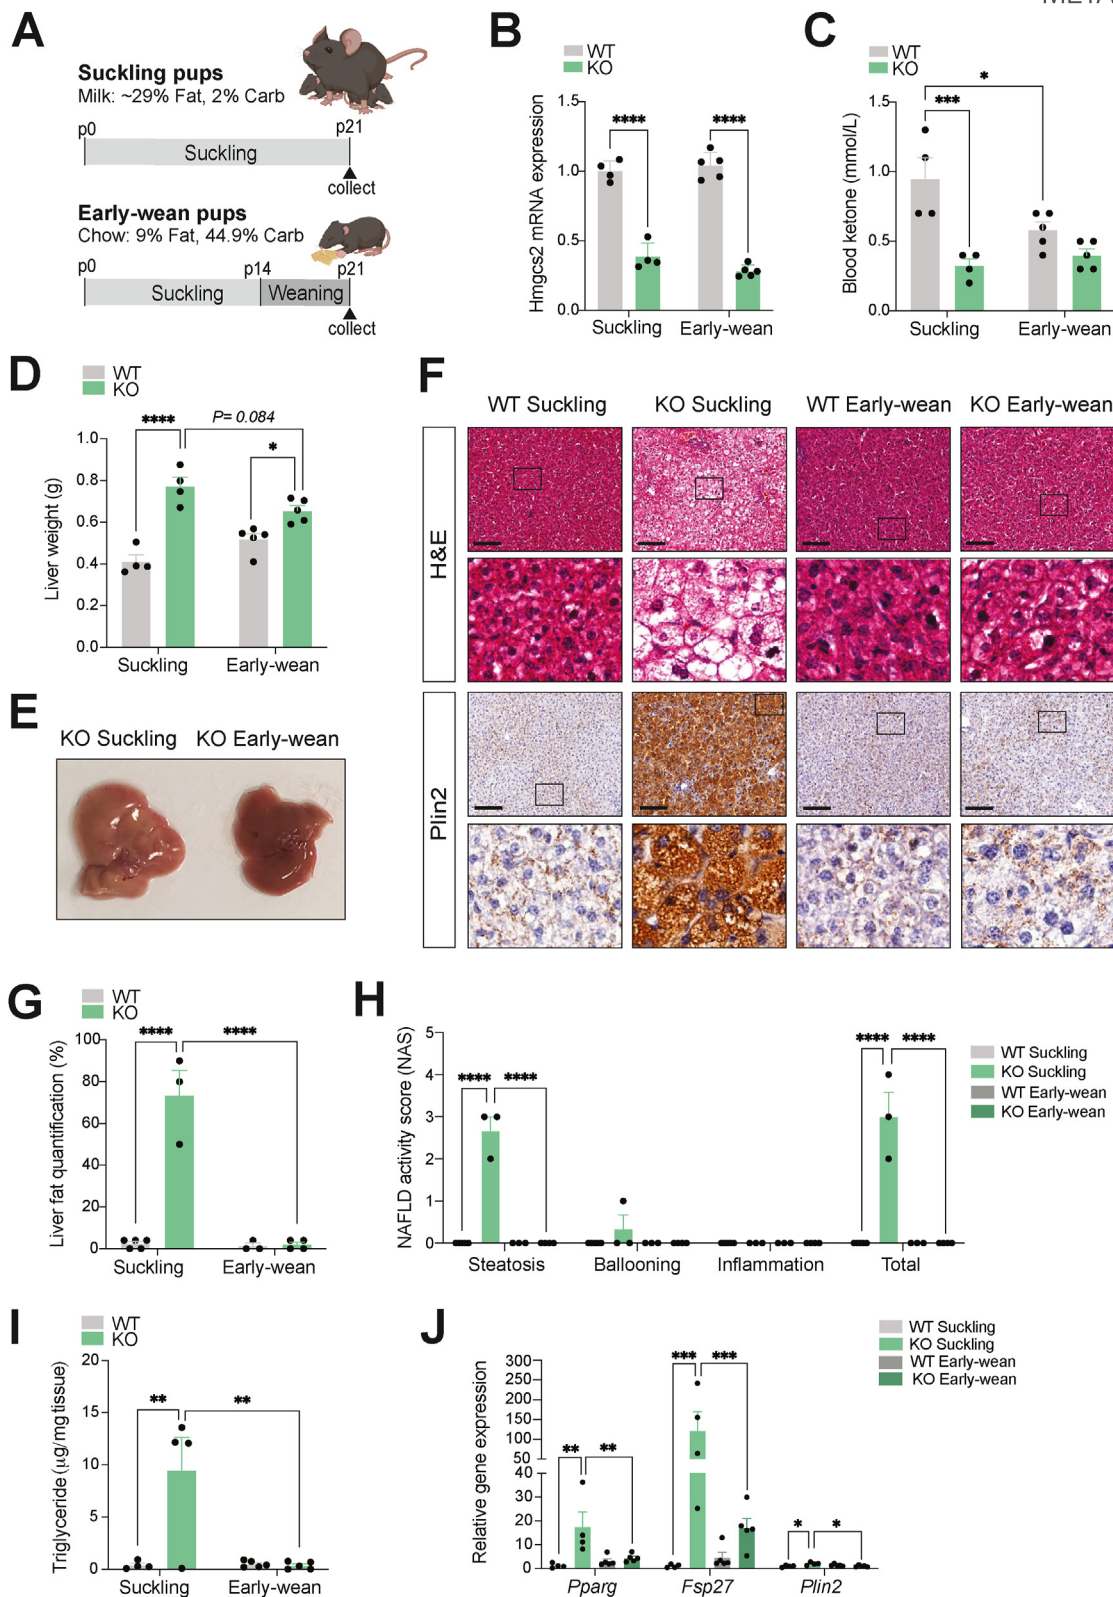 A
Suckling pups
Milk: ~29% Fat, 2% Carb
p0
p21
Suckling
collect
Early-wean pups
Chow: 9% Fat, 44.9% Carb
p0
p14
p21
Suckling
Weaning
collect
B
WT
KO
Hmgcs2 mRNA expression
1.5
1.0
0.5
0.0
****
****
Suckling
Early-wean
C
WT
KO
Blood ketone (mmol/L)
1.5
1.0
0.5
0.0
***
*
Suckling
Early-wean
D
WT
KO
Liver weight (g)
1.0
0.8
0.6
0.4
0.2
0.0
****
P= 0.084
*
Suckling
Early-wean
E
KO Suckling
KO Early-wean
F
WT Suckling
KO Suckling
WT Early-wean
KO Early-wean
H&E
Plin2
G
WT
KO
Liver fat quantification (%)
100
80
60
40
20
0
****
****
Suckling
Early-wean
H
NAFLD activity score (NAS)
5
4
3
2
1
0
****
****
****
****
Steatosis
Ballooning
Inflammation
Total
WT Suckling
KO Suckling
WT Early-wean
KO Early-wean
I
WT
KO
Triglyceride (µg/mg tissue)
20
15
10
5
0
**
**
Suckling
Early-wean
J
Relative gene expression
300
250
200
150
100
50
40
30
20
10
0
**
**
***
***
*
*
Pparg
Fsp27
Plin2
WT Suckling
KO Suckling
WT Early-wean
KO Early-wean